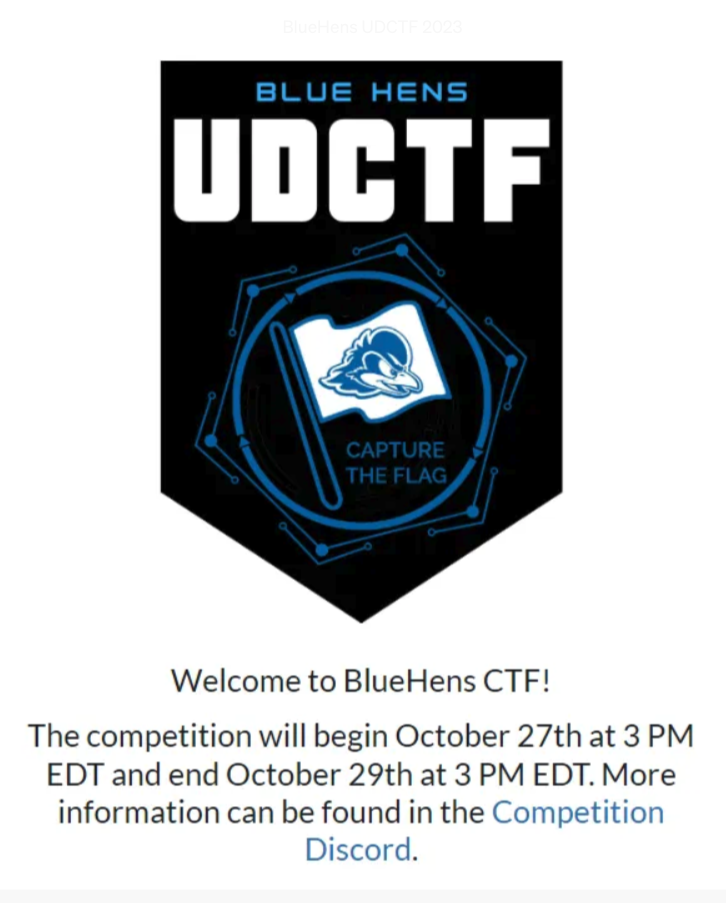 BlueHens UDCTF 2023
BLUE HENS
UDCTF
CAPTURE
THE FLAG
Welcome to BlueHens CTF!
The competition will begin October 27th at 3 PM
EDT and end October 29th at 3 PM EDT. More
information can be found in the Competition
Discord.